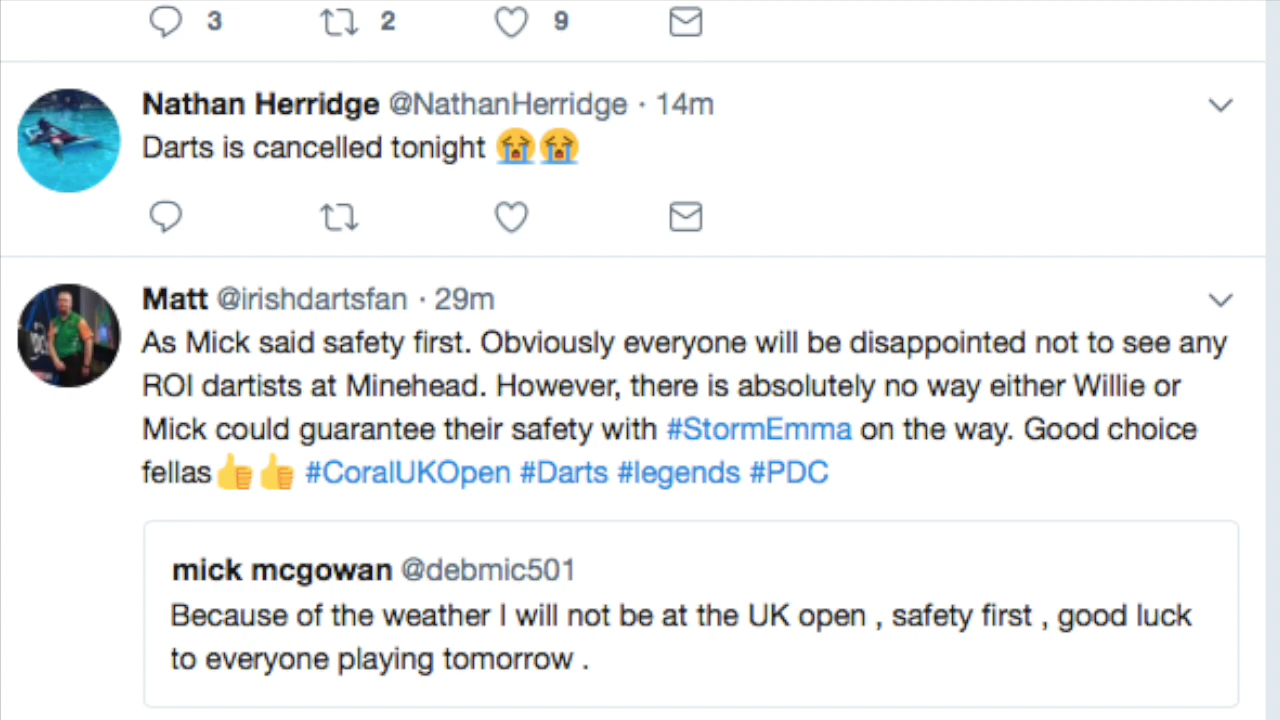 3 2 9
Nathan Herridge @NathanHerridge · 14m
Darts is cancelled tonight 😭😭
Matt @irishdartsfan · 29m
As Mick said safety first. Obviously everyone will be disappointed not to see any
ROI dartists at Minehead. However, there is absolutely no way either Willie or
Mick could guarantee their safety with #StormEmma on the way. Good choice
fellas👍👍 #CoralUKOpen #Darts #legends #PDC
mick mcgowan @debmic501
Because of the weather I will not be at the UK open , safety first , good luck
to everyone playing tomorrow .